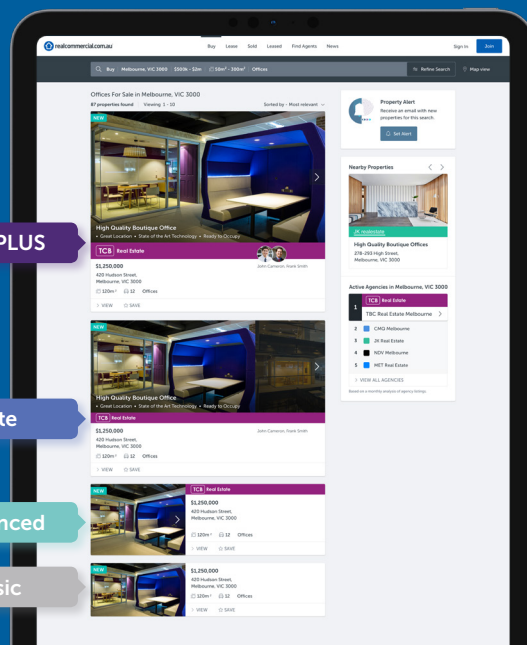 realcommercial.com.au
Buy Lease Sold Leased Find Agents News
Sign In Join
Buy Melbourne, VIC 3000 $500k - $2m 50m² - 200m² Offices
Refine Search Map view
Offices For Sale in Melbourne, VIC 3000
87 properties found Viewing 1 - 10 Sorted by - Most relevant
NEW
High Quality Boutique Office
• Great Location • State of the Art Technology • Ready to Occupy
PLUS
TCB Real Estate
$1,250,000
John Cameron, Frank Smith
420 Hudson Street,
Melbourne, VIC 3000
120m² 12 Offices
VIEW SAVE
NEW
High Quality Boutique Office
• Great Location • State of the Art Technology • Ready to Occupy
te
TCB Real Estate
$1,250,000
John Cameron, Frank Smith
420 Hudson Street,
Melbourne, VIC 3000
120m² 12 Offices
VIEW SAVE
NEW
TCB Real Estate
$1,250,000
420 Hudson Street,
Melbourne, VIC 3000
nced
120m² 12 Offices
VIEW SAVE
NEW
$1,250,000
420 Hudson Street,
Melbourne, VIC 3000
sic
120m² 12 Offices
VIEW SAVE
Property Alert
Receive an email with new
properties for this search.
Set Alert
Nearby Properties
JK realestate
High Quality Boutique Offices
278-293 High Street,
Melbourne, VIC 3000
Active Agencies in Melbourne, VIC 3000
1
TCB Real Estate
TBC Real Estate Melbourne
2 CMQ Melbourne
3 JK Real Estate
4 NDV Melbourne
5 MET Real Estate
VIEW ALL AGENCIES
Based on a monthly analysis of agency listings.